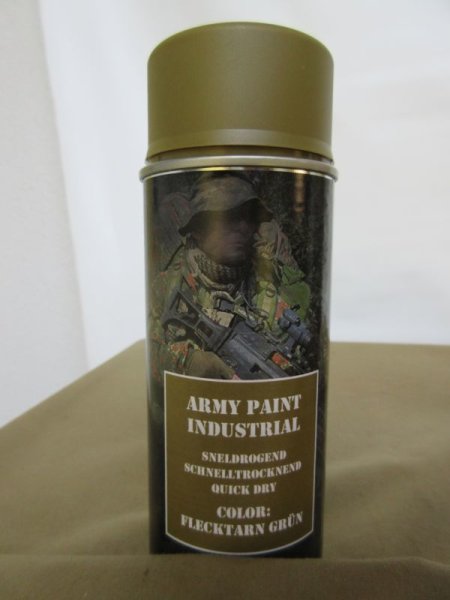 ARMY PAINT
INDUSTRIAL
SNELDROGEND
SCHNELLTROCKNEND
QUICK DRY
COLOR:
FLECKTARN GRÜN